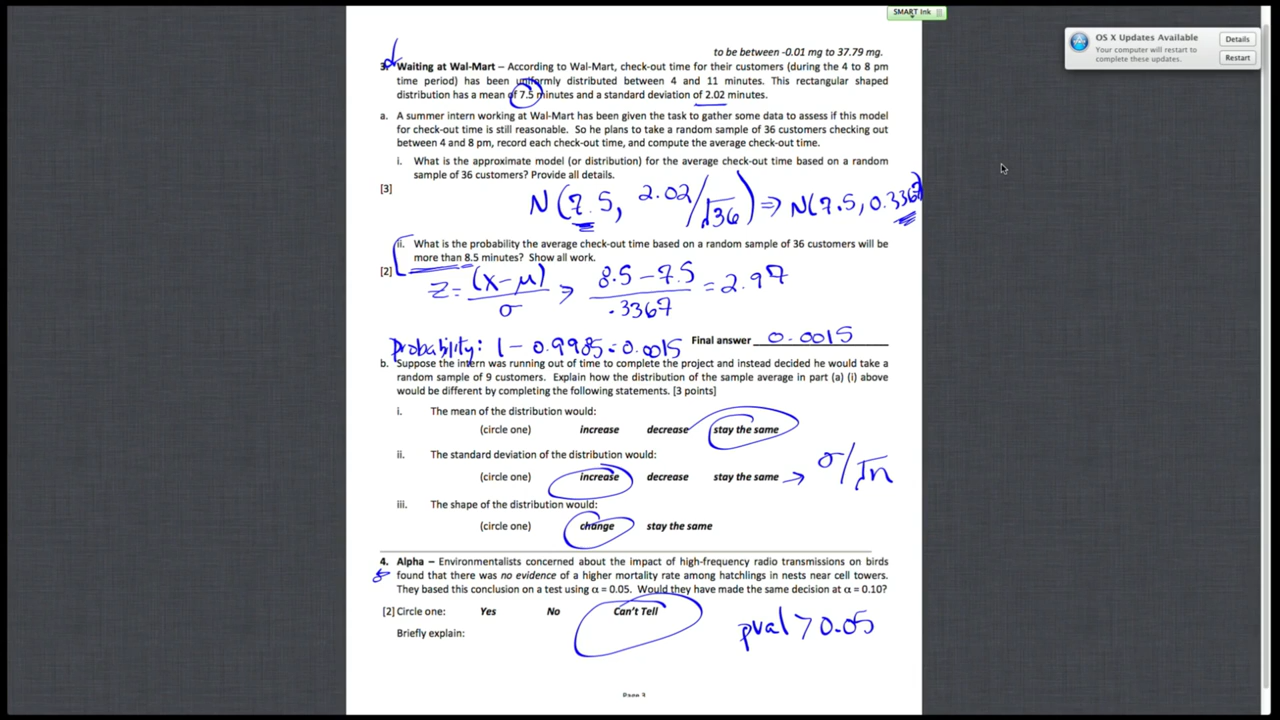 SMART Ink
OS X Updates Available
Your computer will restart to
complete these updates.
Details
Restart
to be between -0.01 mg to 37.79 mg.
3. Waiting at Wal-Mart – According to Wal-Mart, check-out time for their customers (during the 4 to 8 pm
time period) has been uniformly distributed between 4 and 11 minutes. This rectangular shaped
distribution has a mean of 7.5 minutes and a standard deviation of 2.02 minutes.
a. A summer intern working at Wal-Mart has been given the task to gather some data to assess if this model
for check-out time is still reasonable. So he plans to take a random sample of 36 customers checking out
between 4 and 8 pm, record each check-out time, and compute the average check-out time.
i. What is the approximate model (or distribution) for the average check-out time based on a random
sample of 36 customers? Provide all details.
[3]
N(7.5, 2.02/√36) ⇒ N(7.5, 0.3367)
ii. What is the probability the average check-out time based on a random sample of 36 customers will be
more than 8.5 minutes? Show all work.
[2]
Z = (x-μ)/σ → 8.5-7.5/.3367 = 2.97
Probability: 1 - 0.9985 = 0.0015 Final answer 0.0015
b. Suppose the intern was running out of time to complete the project and instead decided he would take a
random sample of 9 customers. Explain how the distribution of the sample average in part (a) (i) above
would be different by completing the following statements. [3 points]
i. The mean of the distribution would:
(circle one) increase decrease stay the same
ii. The standard deviation of the distribution would:
(circle one) increase decrease stay the same → σ/√n
iii. The shape of the distribution would:
(circle one) change stay the same
4. Alpha – Environmentalists concerned about the impact of high-frequency radio transmissions on birds
found that there was no evidence of a higher mortality rate among hatchlings in nests near cell towers.
They based this conclusion on a test using α = 0.05. Would they have made the same decision at α = 0.10?
[2] Circle one: Yes No Can't Tell
Briefly explain:
pval > 0.05
Page 3